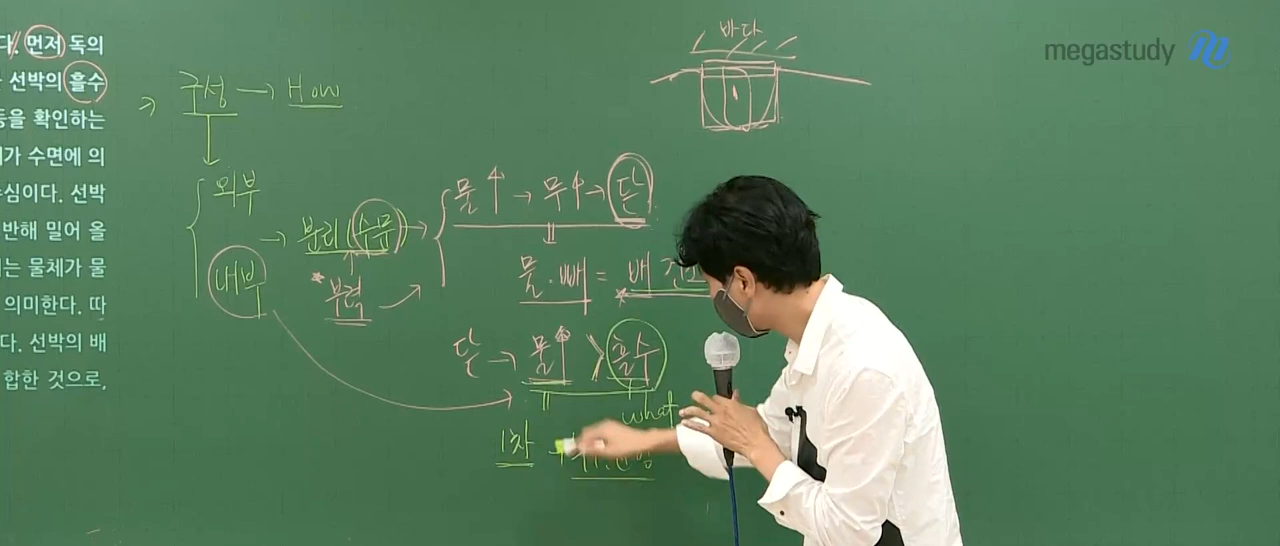 바다
megastudy
다. 먼저 독의
선박의 흘수
등을 확인하는
가 수면에 의
수심이다. 선박
반해 밀어 올
는 물체가 물
의미한다. 따
다. 선박의 배
합한 것으로,
구성 → How
외부
내부
→ 분리 (수문) →
* 부력
물↑ → 무↑ → 닫
물·빼 = 배 건
닫 → 물↑ > 흘수
what
1차